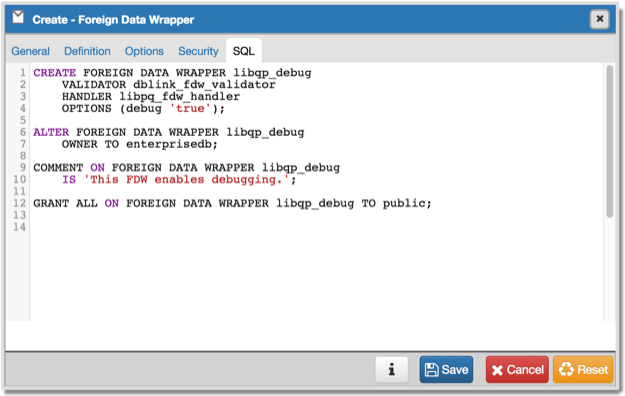 Create - Foreign Data Wrapper
General Definition Options Security SQL
1 CREATE FOREIGN DATA WRAPPER libqp_debug
2 VALIDATOR dblink_fdw_validator
3 HANDLER libpq_fdw_handler
4 OPTIONS (debug 'true');
5
6 ALTER FOREIGN DATA WRAPPER libqp_debug
7 OWNER TO enterprisedb;
8
9 COMMENT ON FOREIGN DATA WRAPPER libqp_debug
10 IS 'This FDW enables debugging.';
11
12 GRANT ALL ON FOREIGN DATA WRAPPER libqp_debug TO public;
13
14
i Save Cancel Reset